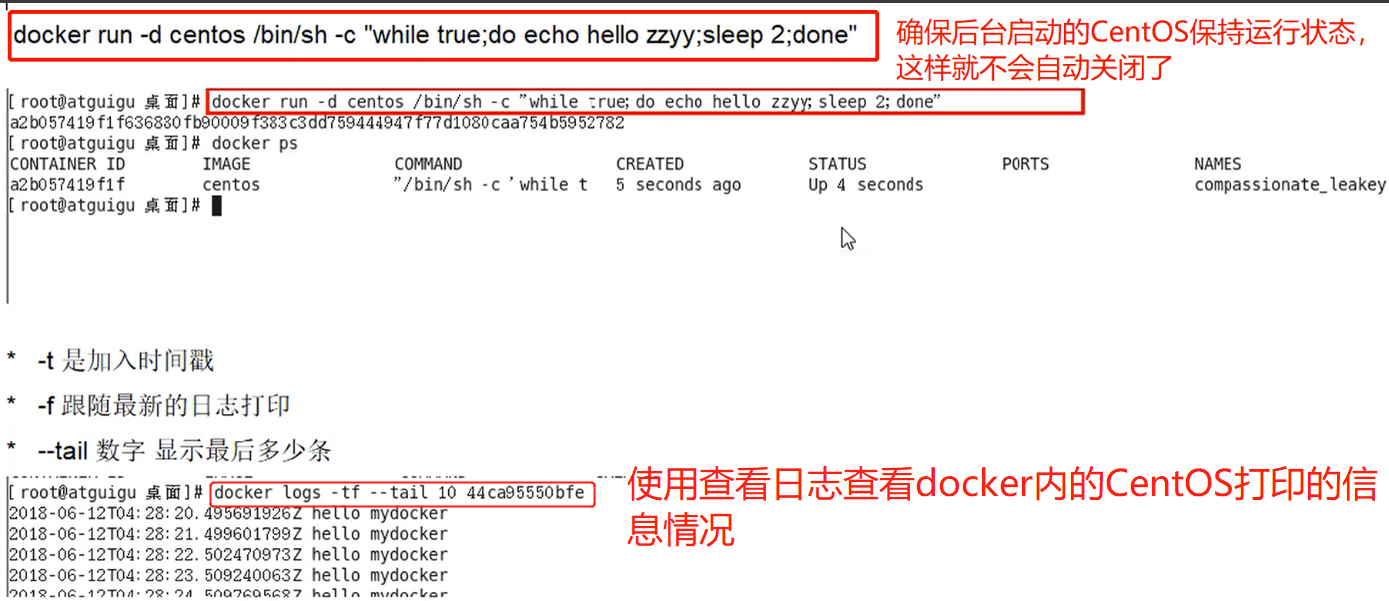 docker run -d centos /bin/sh -c "while true;do echo hello zzyy;sleep 2;done"
确保后台启动的CentOS保持运行状态，
这样就不会自动关闭了
[root@atguigu 桌面]# docker run -d centos /bin/sh -c "while true;do echo hello zzyy;sleep 2;done"
a2b057419f1f636880fb90009f383c3dd759444947f77d1080caa754b5952782
[root@atguigu 桌面]# docker ps
CONTAINER ID IMAGE COMMAND CREATED STATUS PORTS NAMES
a2b057419f1f centos "/bin/sh -c 'while t 5 seconds ago Up 4 seconds compassionate_leakey
[root@atguigu 桌面]#
* -t 是加入时间戳
* -f 跟随最新的日志打印
* --tail 数字 显示最后多少条
[root@atguigu 桌面]# docker logs -tf --tail 10 44ca95550bfe
使用查看日志查看docker内的CentOS打印的信
息情况
2018-06-12T04:28:20.495691926Z hello mydocker
2018-06-12T04:28:21.499601799Z hello mydocker
2018-06-12T04:28:22.502470973Z hello mydocker
2018-06-12T04:28:23.509240063Z hello mydocker
2018-06-12T04:28:24.509769568Z hello mydocker